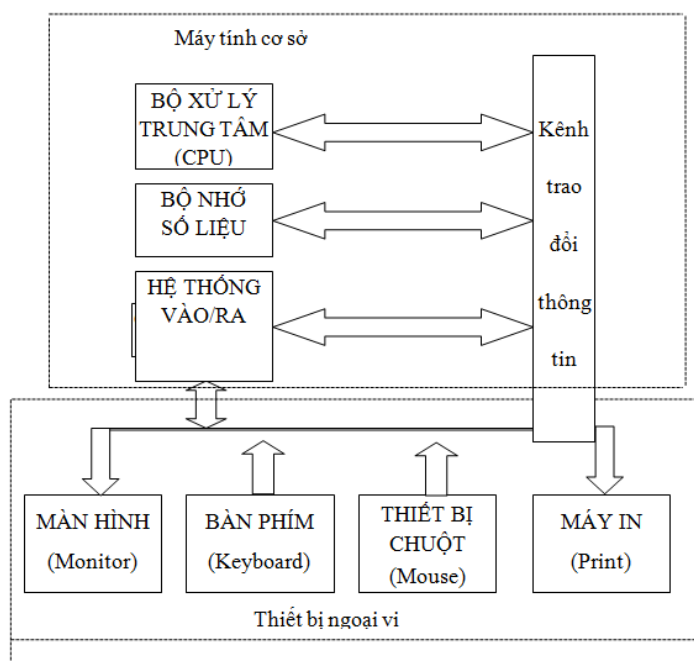 Máy tính cơ sở
BỘ XỬ LÝ
TRUNG TÂM
(CPU)
BỘ NHỚ
SỐ LIỆU
HỆ THỐNG
VÀO/RA
Kênh
trao
đổi
thông
tin
MÀN HÌNH
(Monitor)
BÀN PHÍM
(Keyboard)
THIẾT BỊ
CHUỘT
(Mouse)
MÁY IN
(Print)
Thiết bị ngoại vi